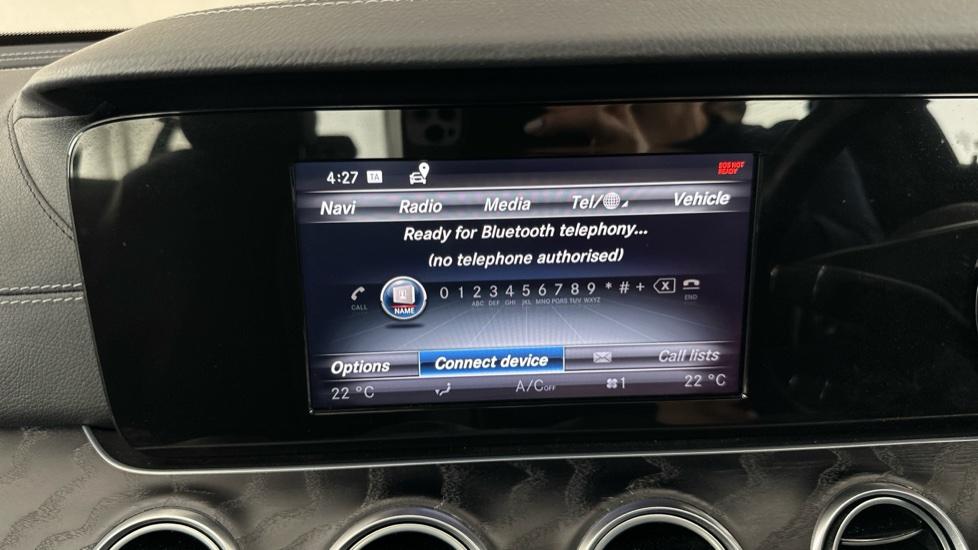 4:27 TA
SOS NOT
READY
Navi Radio Media Tel/ Vehicle
Ready for Bluetooth telephony...
(no telephone authorised)
0 1 2 3 4 5 6 7 8 9 * # +
CALL NAME ABC DEF GHI JKL MNO PQRS TUV WXYZ END
Options Connect device Call lists
22 °C A/C OFF 1 22 °C